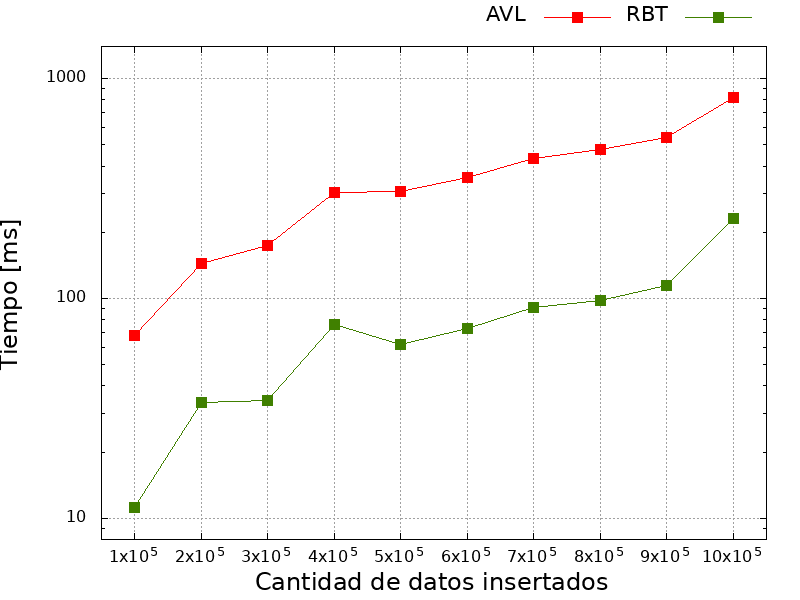 AVL RBT
1000
100
10
Tiempo [ms]
1x10⁵ 2x10⁵ 3x10⁵ 4x10⁵ 5x10⁵ 6x10⁵ 7x10⁵ 8x10⁵ 9x10⁵ 10x10⁵
Cantidad de datos insertados